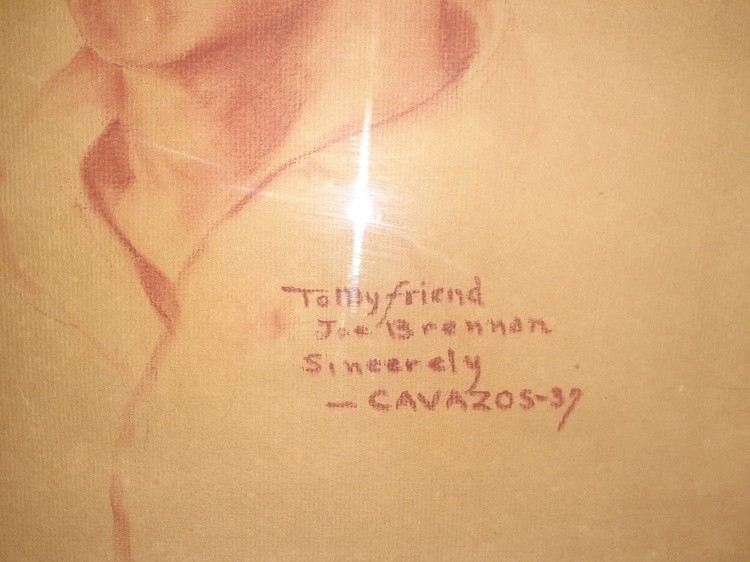 To My friend
Joe Brennan
Sincerely
— CAVAZOS-37